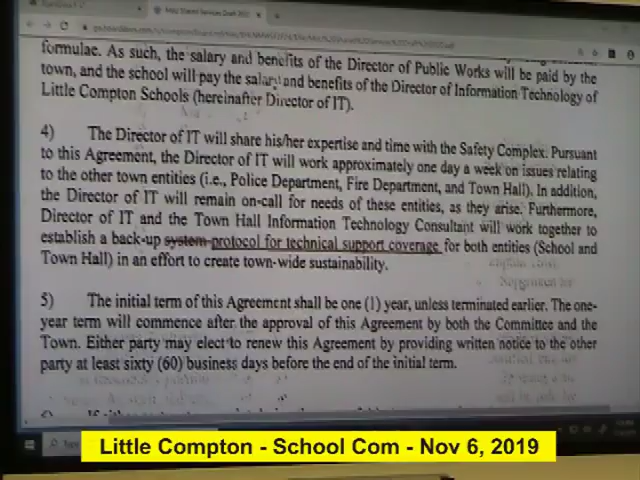 formulae. As such, the salary and benefits of the Director of Public Works will be paid by the
town, and the school will pay the salary and benefits of the Director of Information Technology of
Little Compton Schools (hereinafter Director of IT).
4) The Director of IT will share his/her expertise and time with the Safety Complex. Pursuant
to this Agreement, the Director of IT will work approximately one day a week on issues relating
to the other town entities (i.e., Police Department, Fire Department, and Town Hall). In addition,
the Director of IT will remain on-call for needs of these entities, as they arise. Furthermore,
Director of IT and the Town Hall Information Technology Consultant will work together to
establish a back-up system protocol for technical support coverage for both entities (School and
Town Hall) in an effort to create town-wide sustainability.
5) The initial term of this Agreement shall be one (1) year, unless terminated earlier. The one-
year term will commence after the approval of this Agreement by both the Committee and the
Town. Either party may elect to renew this Agreement by providing written notice to the other
party at least sixty (60) business days before the end of the initial term.
Little Compton - School Com - Nov 6, 2019